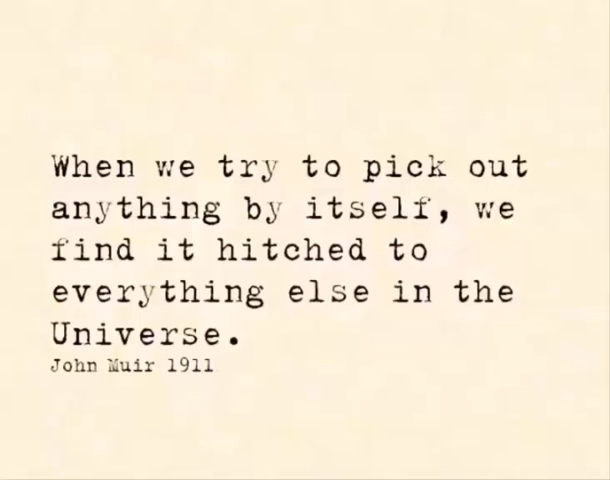 When we try to pick out
anything by itself, we
find it hitched to
everything else in the
Universe.
John Muir 1911